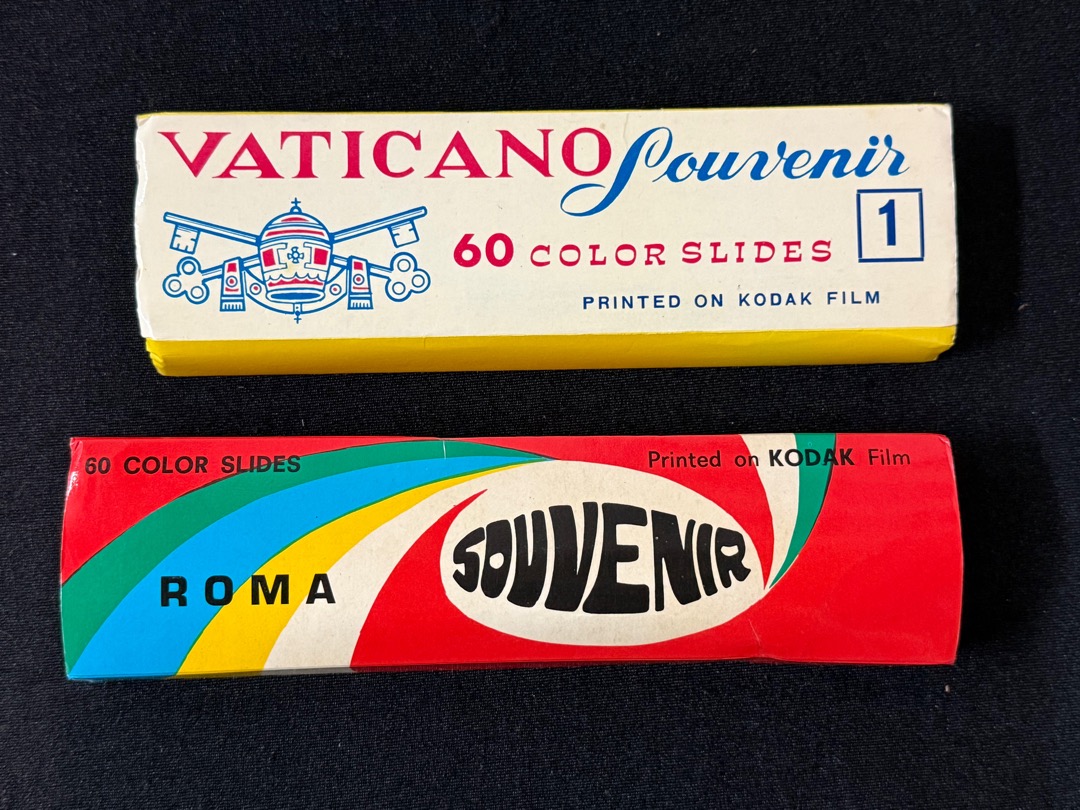 VATICANO Souvenir
1
60 COLOR SLIDES
PRINTED ON KODAK FILM
60 COLOR SLIDES
Printed on KODAK Film
SOUVENIR
ROMA